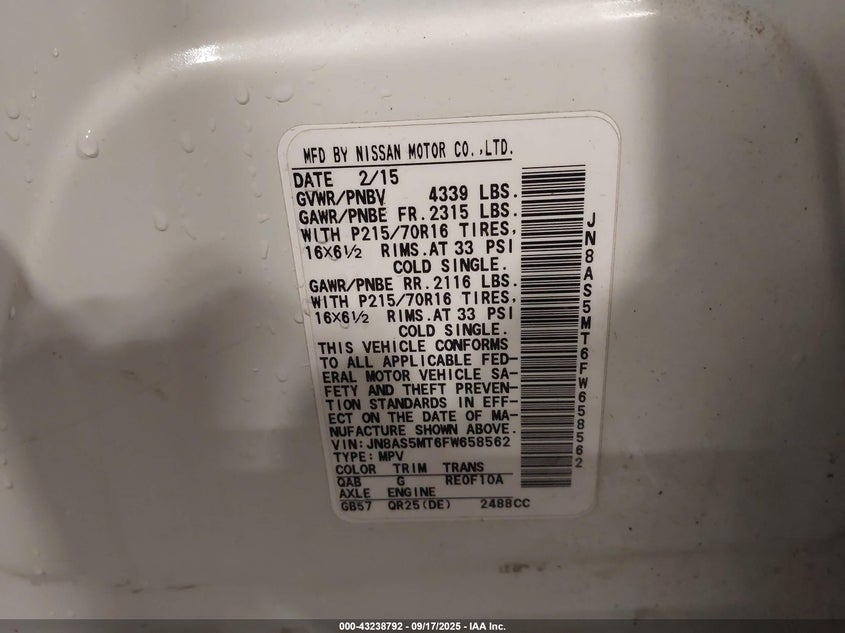 MFD BY NISSAN MOTOR CO.,LTD.
DATE 2/15
GVWR/PNBV 4339 LBS.
GAWR/PNBE FR.2315 LBS.
WITH P215/70R16 TIRES,
16X6½ RIMS.AT 33 PSI
COLD SINGLE.
GAWR/PNBE RR.2116 LBS.
WITH P215/70R16 TIRES,
16X6½ RIMS.AT 33 PSI
COLD SINGLE.
THIS VEHICLE CONFORMS
TO ALL APPLICABLE FED-
ERAL MOTOR VEHICLE SA-
FETY AND THEFT PREVEN-
TION STANDARDS IN EFF-
ECT ON THE DATE OF MA-
NUFACTURE SHOWN ABOVE.
VIN:JN8AS5MT6FW658562
TYPE:MPV
COLOR TRIM TRANS
QAB G RE0F10A
AXLE ENGINE
GB57 QR25(DE) 2488CC
JN8AS5MT6FW658562
000-43238792 - 09/17/2025 - IAA Inc.